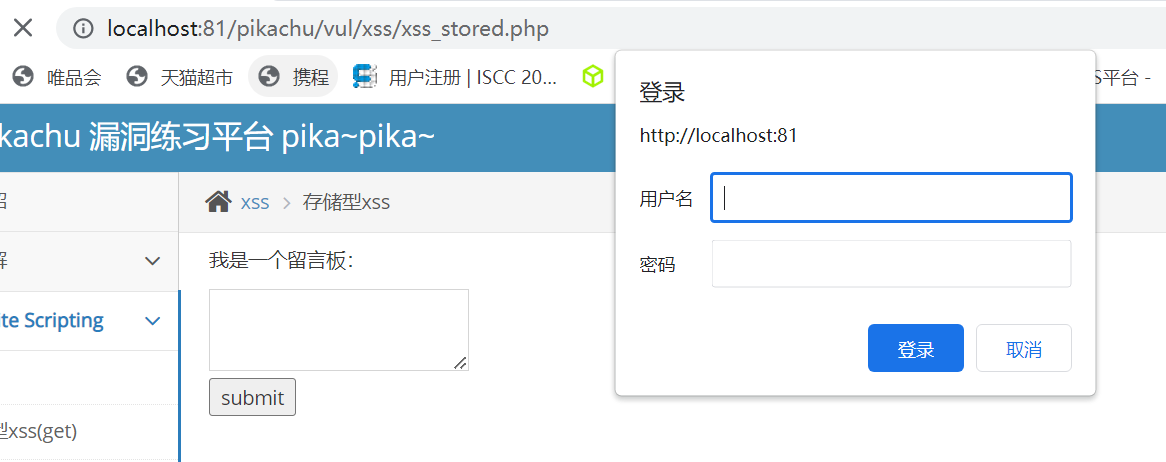 localhost:81/pikachu/vul/xss/xss_stored.php
唯品会 天猫超市 携程 用户注册 | ISCC 20... S平台 -
kachu 漏洞练习平台 pika~pika~
xss > 存储型xss
我是一个留言板：
ite Scripting
submit
型xss(get)
登录
http://localhost:81
用户名
密码
登录 取消